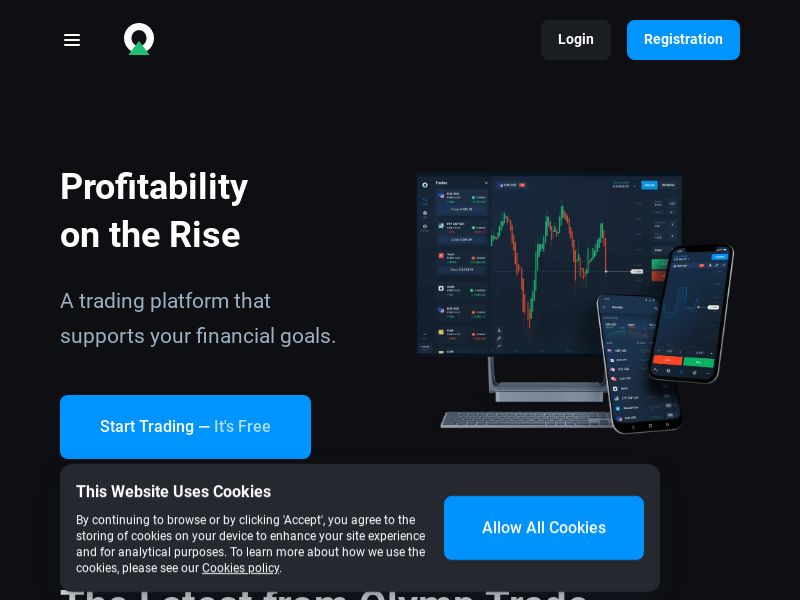 Login
Registration
Profitability
on the Rise
A trading platform that
supports your financial goals.
Start Trading — It's Free
This Website Uses Cookies
By continuing to browse or by clicking 'Accept', you agree to the
storing of cookies on your device to enhance your site experience
and for analytical purposes. To learn more about how we use the
cookies, please see our Cookies policy.
Allow All Cookies
The Latest from Olymp Trade